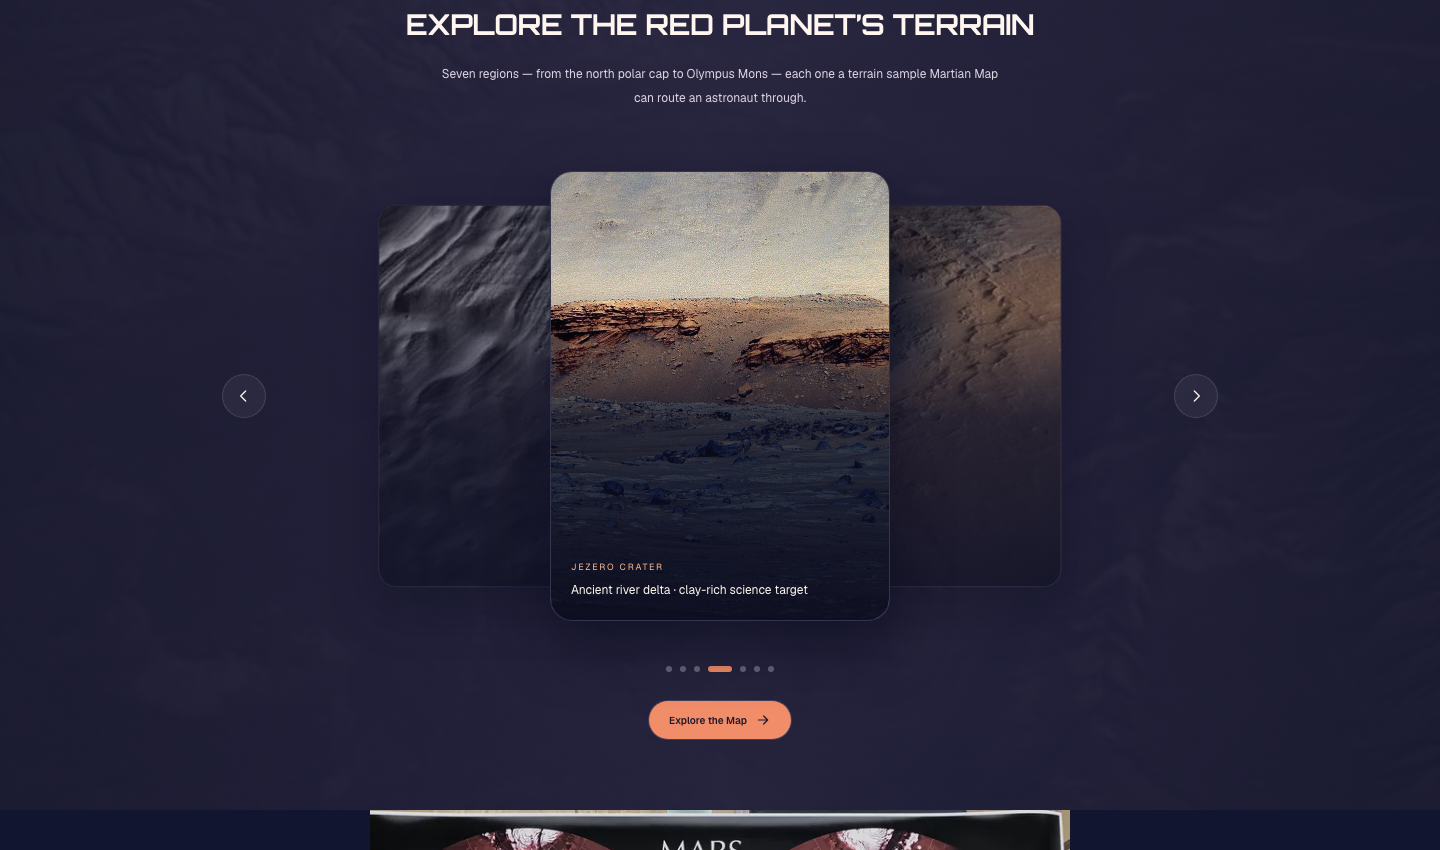 EXPLORE THE RED PLANET’S TERRAIN
Seven regions — from the north polar cap to Olympus Mons — each one a terrain sample Martian Map
can route an astronaut through.
JEZERO CRATER
Ancient river delta · clay-rich science target
Explore the Map
MARS